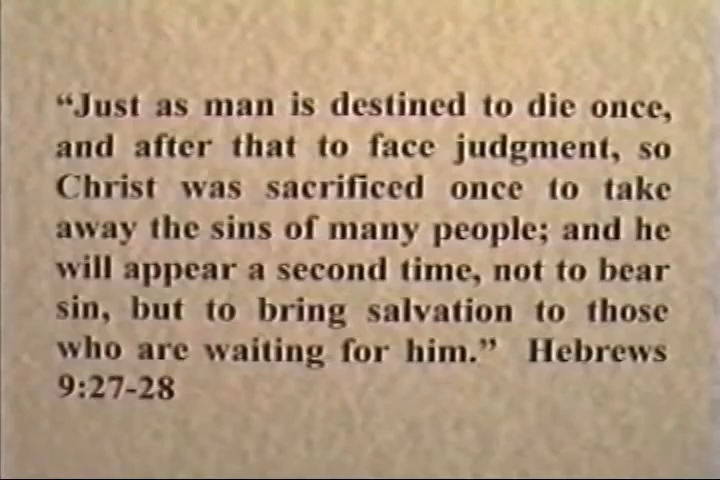 “Just as man is destined to die once,
and after that to face judgment, so
Christ was sacrificed once to take
away the sins of many people; and he
will appear a second time, not to bear
sin, but to bring salvation to those
who are waiting for him.” Hebrews
9:27-28